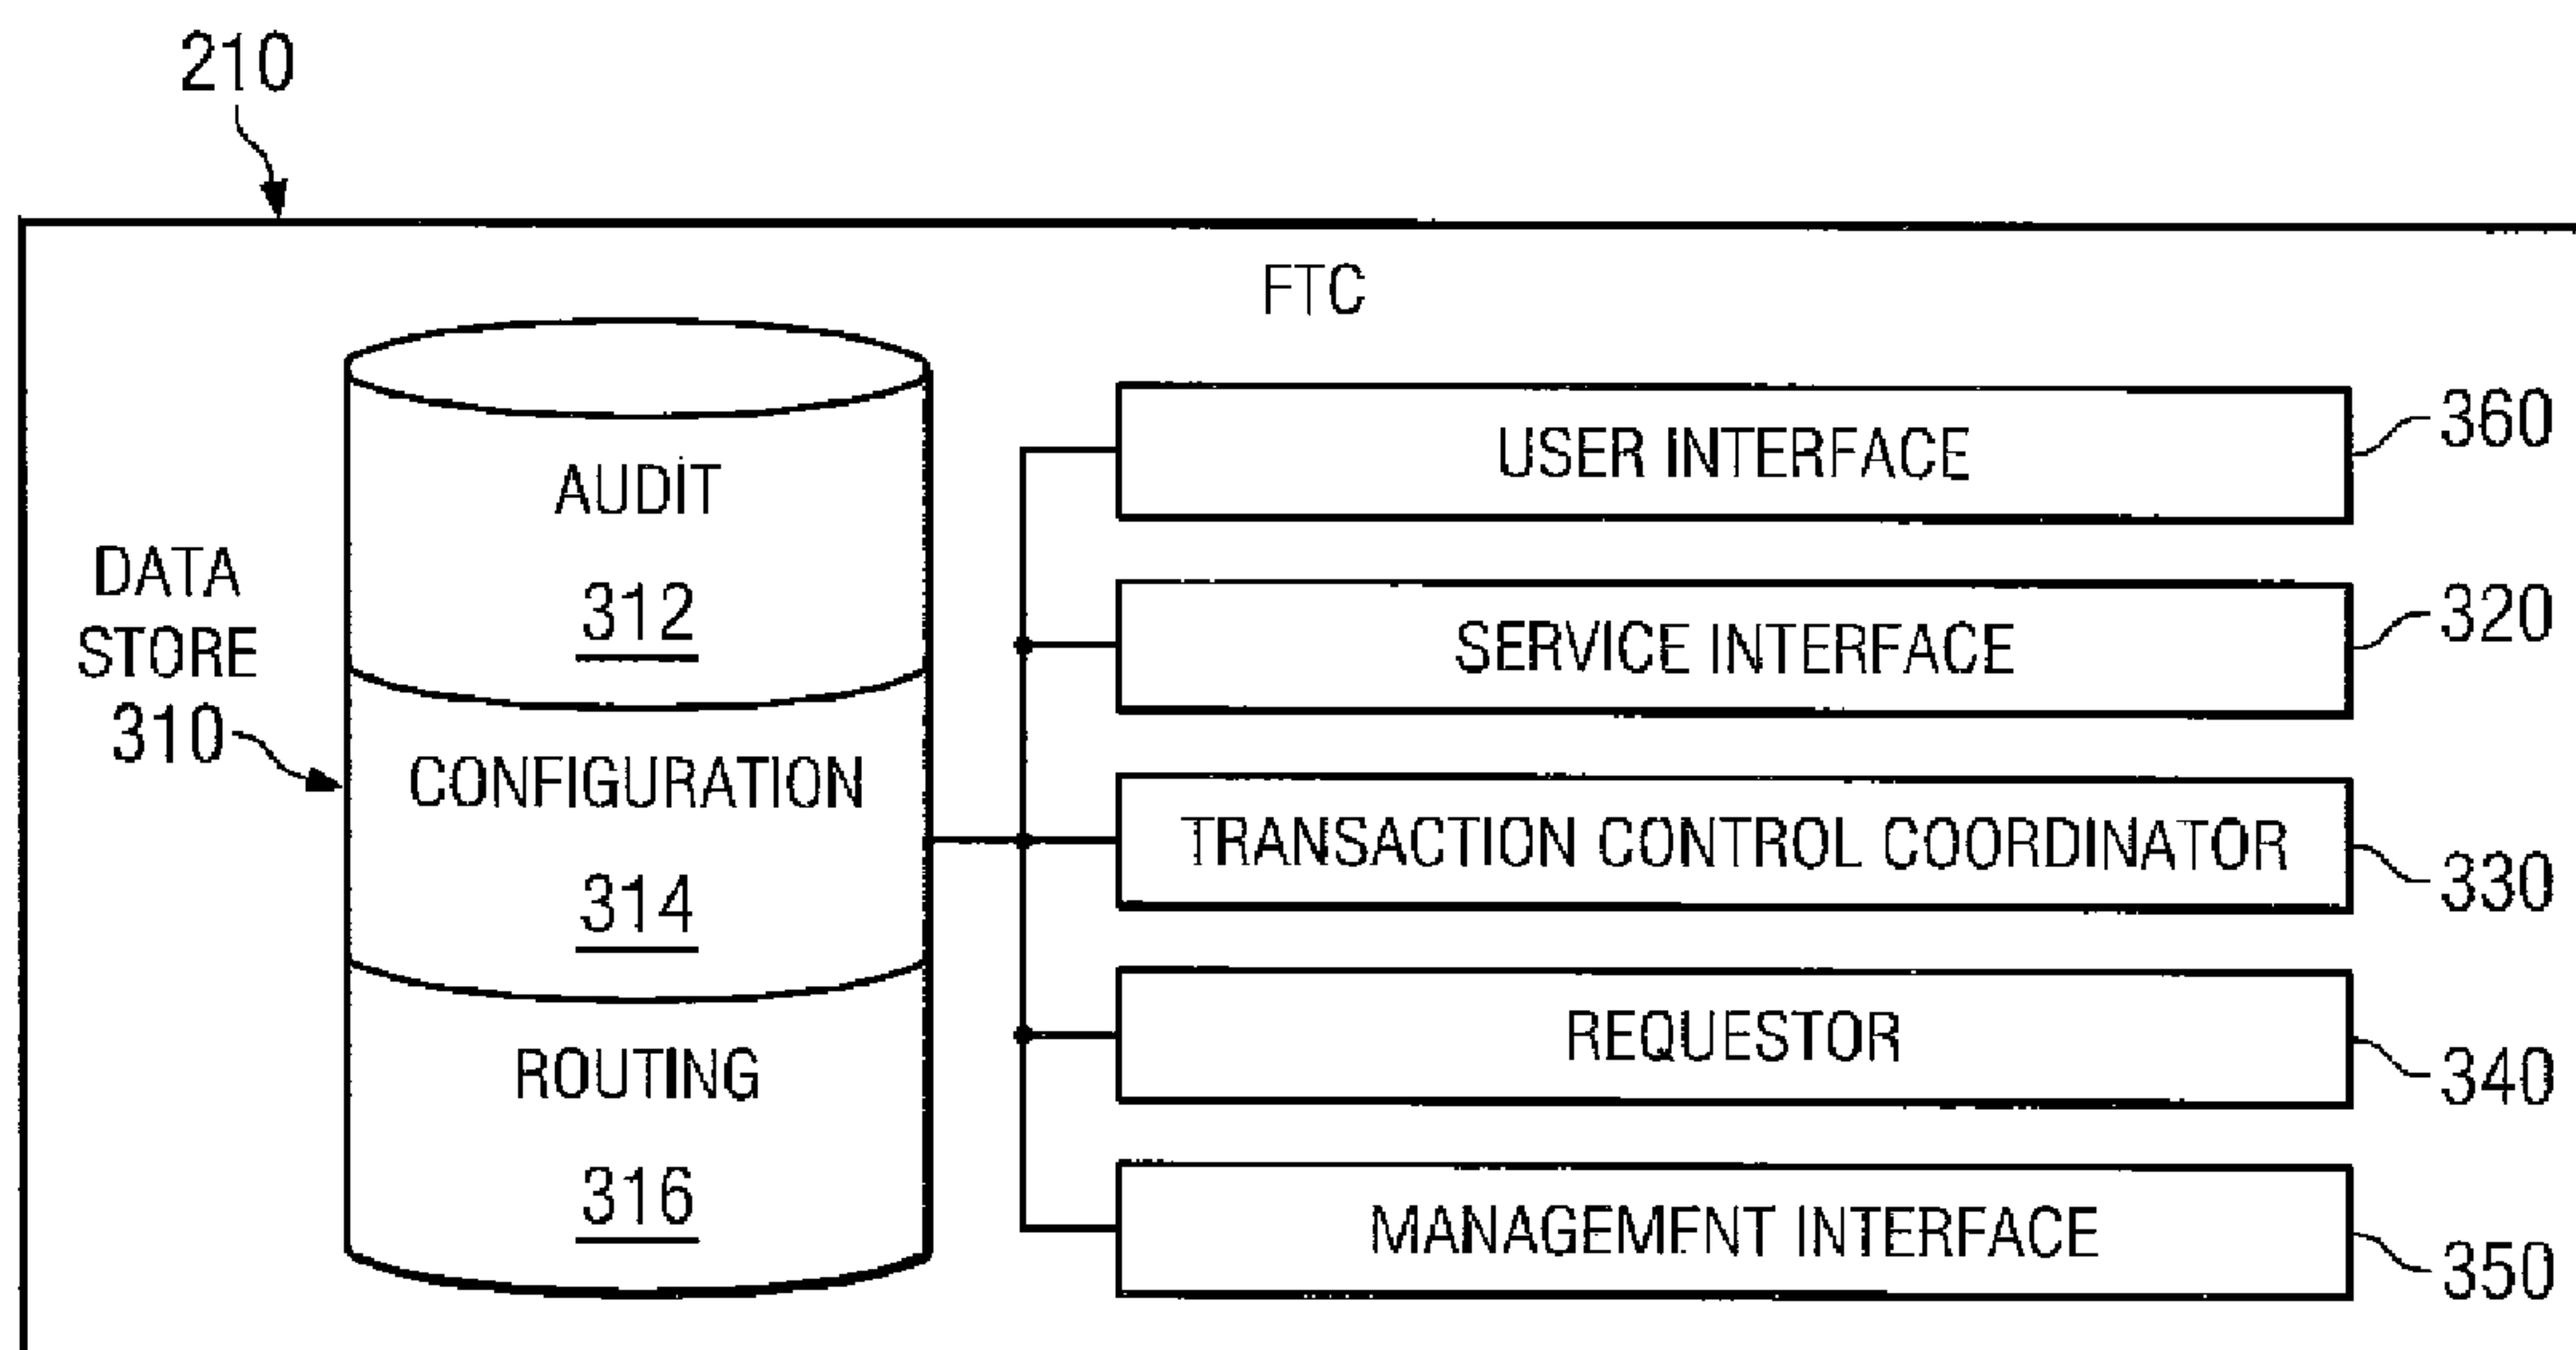 210
FTC
DATA
STORE
310
AUDIT
312
CONFIGURATION
314
ROUTING
316
USER INTERFACE
360
SERVICE INTERFACE
320
TRANSACTION CONTROL COORDINATOR
330
REQUESTOR
340
MANAGEMENT INTERFACE
350